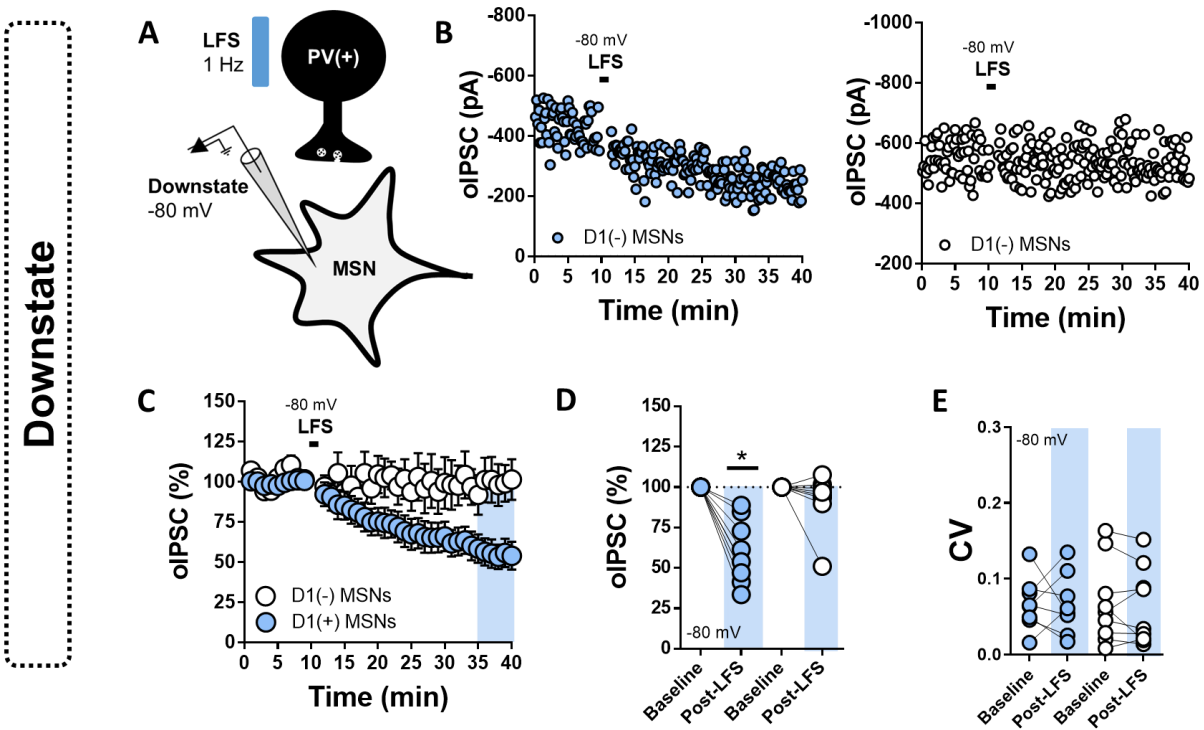 Downstate
A
LFS
1 Hz
PV(+)
Downstate
-80 mV
MSN
B
-800
-600
-400
-200
0
oIPSC (pA)
-80 mV
LFS
D1(-) MSNs
0 5 10 15 20 25 30 35 40
Time (min)
-1000
-800
-600
-400
-200
oIPSC (pA)
-80 mV
LFS
D1(-) MSNs
0 5 10 15 20 25 30 35 40
Time (min)
C
150
125
100
75
50
25
0
oIPSC (%)
-80 mV
LFS
D1(-) MSNs
D1(+) MSNs
0 5 10 15 20 25 30 35 40
Time (min)
D
150
125
100
75
50
25
0
oIPSC (%)
*
-80 mV
Baseline
Post-LFS
Baseline
Post-LFS
E
0.3
0.2
0.1
0.0
CV
-80 mV
Baseline
Post-LFS
Baseline
Post-LFS